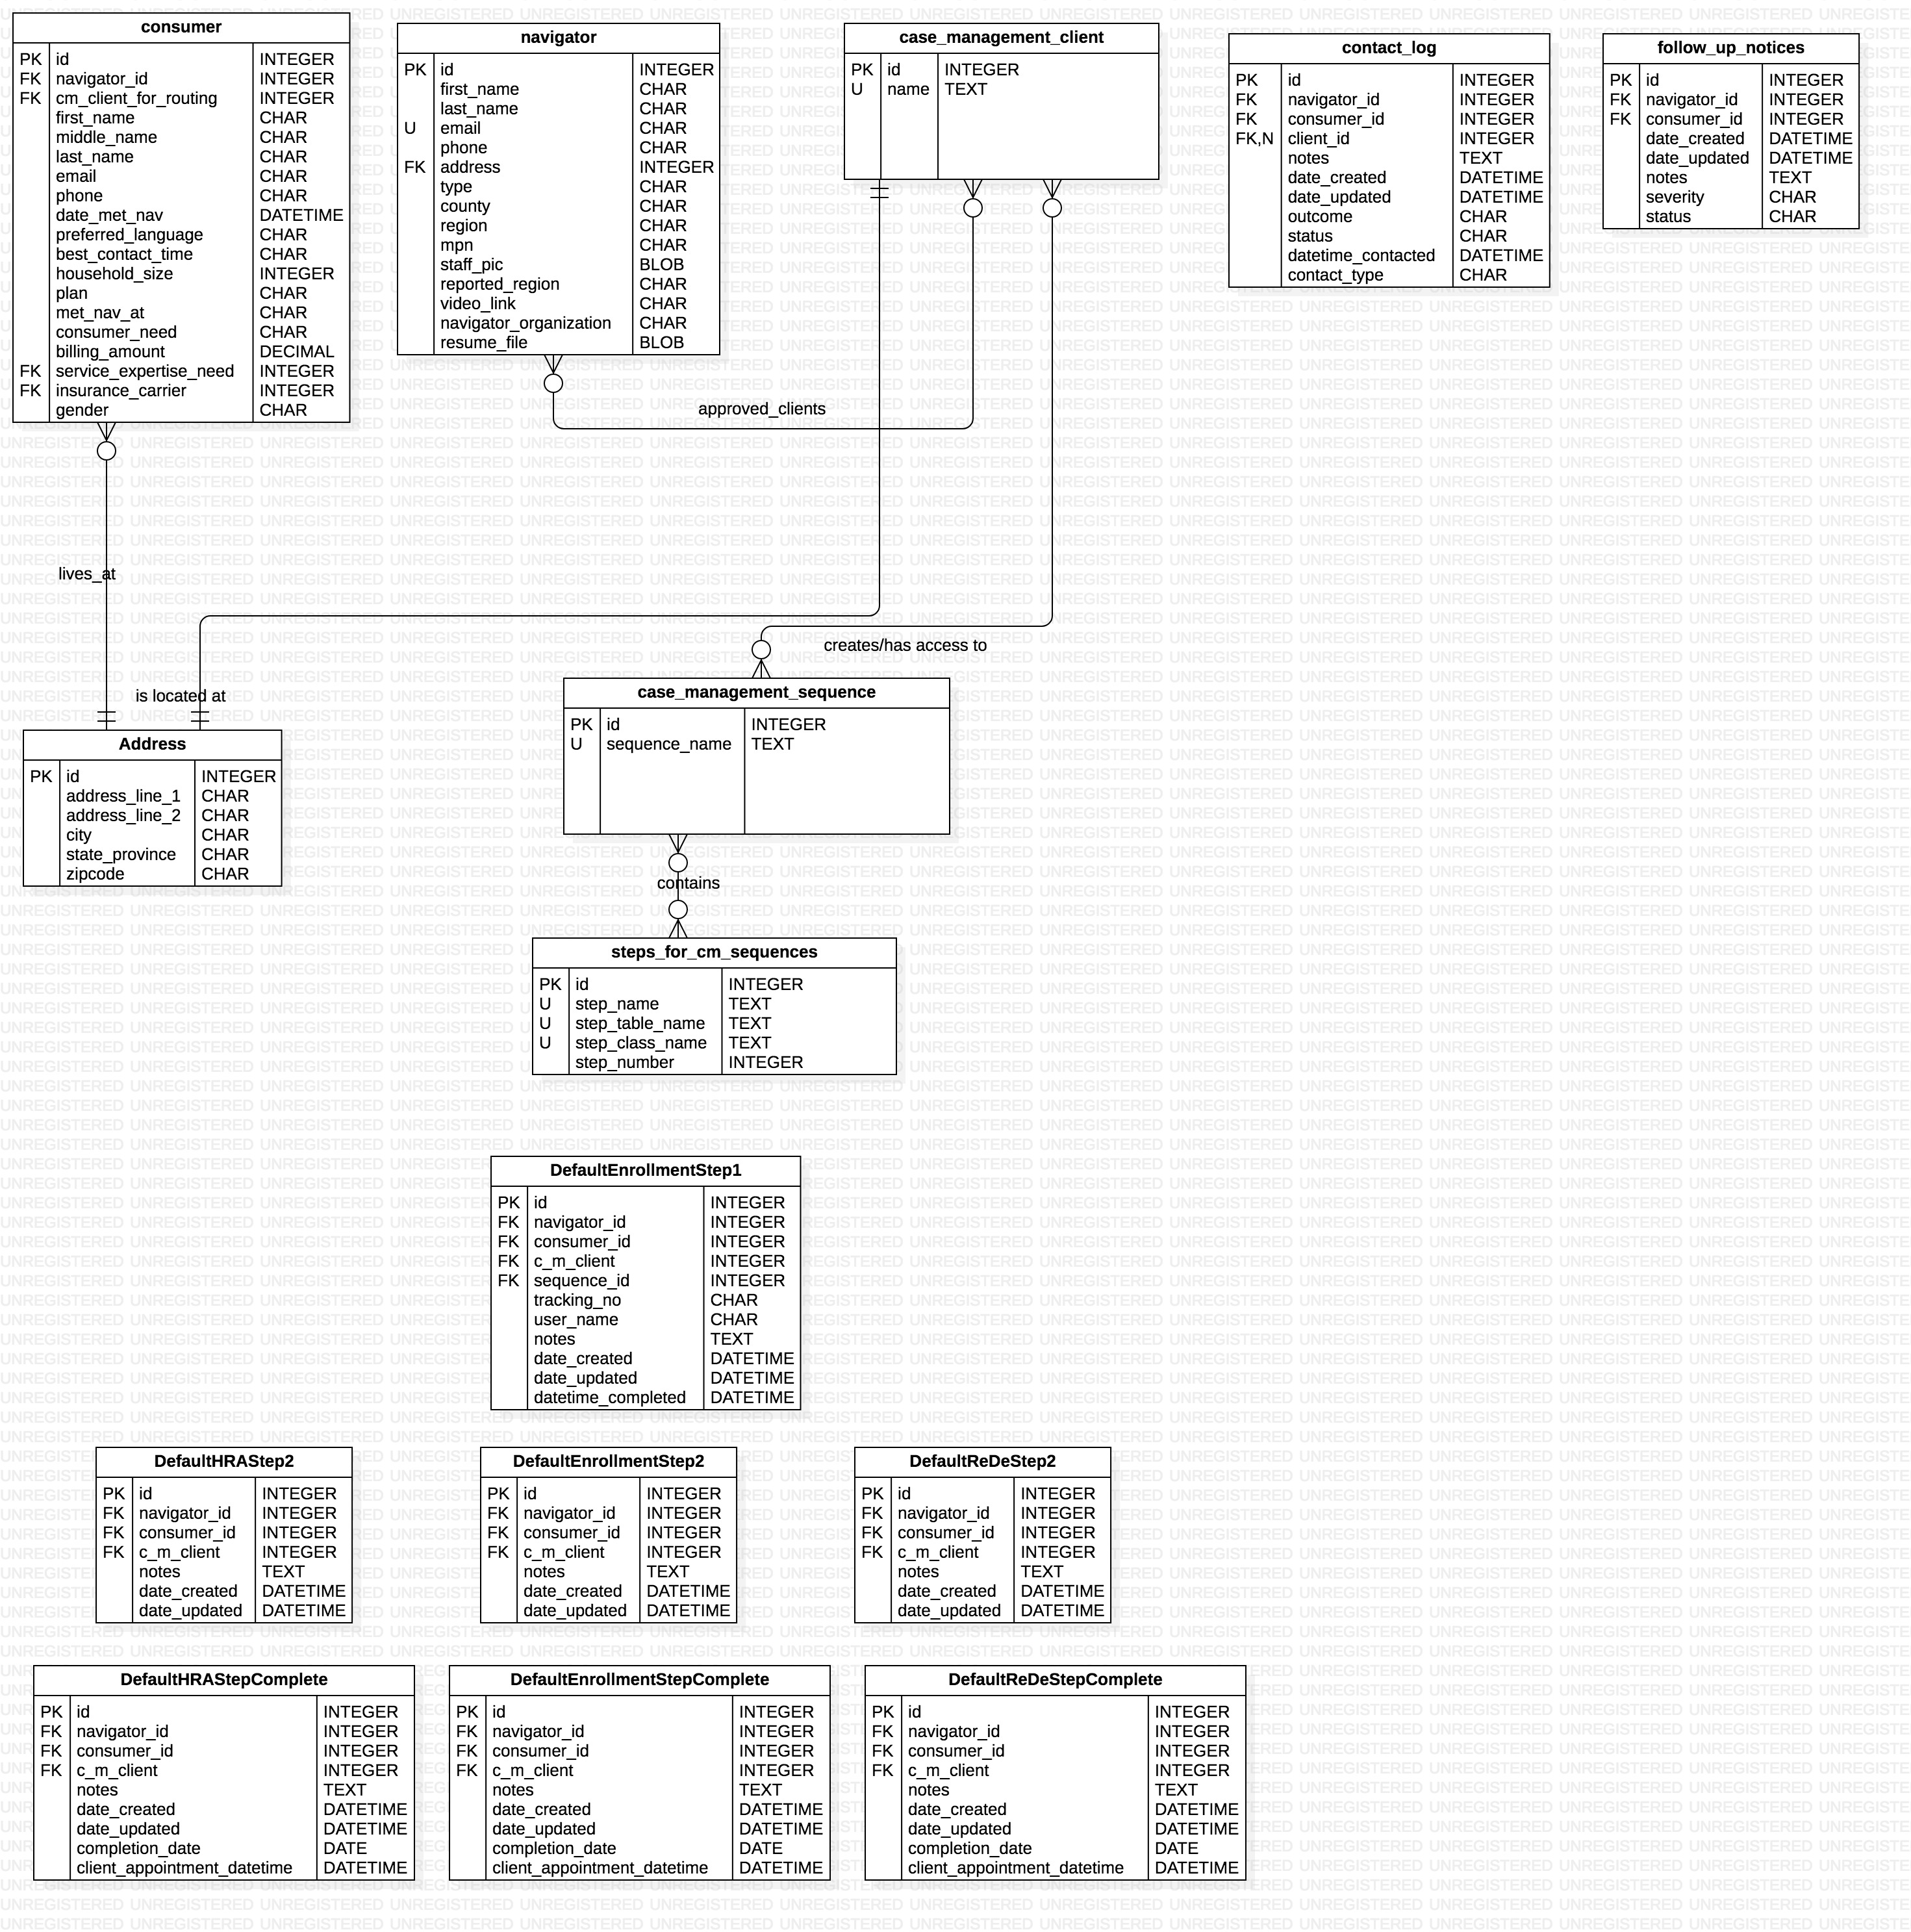 consumer
PK id INTEGER
FK navigator_id INTEGER
FK cm_client_for_routing INTEGER
first_name CHAR
middle_name CHAR
last_name CHAR
email CHAR
phone CHAR
date_met_nav DATETIME
preferred_language CHAR
best_contact_time CHAR
household_size INTEGER
plan CHAR
met_nav_at CHAR
consumer_need CHAR
billing_amount DECIMAL
FK service_expertise_need INTEGER
FK insurance_carrier INTEGER
gender CHAR
navigator
PK id INTEGER
first_name CHAR
last_name CHAR
U email CHAR
phone CHAR
FK address INTEGER
type CHAR
county CHAR
region CHAR
mpn CHAR
staff_pic BLOB
reported_region CHAR
video_link CHAR
navigator_organization CHAR
resume_file BLOB
case_management_client
PK id INTEGER
U name TEXT
contact_log
PK id INTEGER
FK navigator_id INTEGER
FK consumer_id INTEGER
FK,N client_id INTEGER
notes TEXT
date_created DATETIME
date_updated DATETIME
outcome CHAR
status CHAR
datetime_contacted DATETIME
contact_type CHAR
follow_up_notices
PK id INTEGER
FK navigator_id INTEGER
FK consumer_id INTEGER
date_created DATETIME
date_updated DATETIME
notes TEXT
severity CHAR
status CHAR
approved_clients
lives_at
creates/has access to
is located at
case_management_sequence
PK id INTEGER
U sequence_name TEXT
Address
PK id INTEGER
address_line_1 CHAR
address_line_2 CHAR
city CHAR
state_province CHAR
zipcode CHAR
contains
steps_for_cm_sequences
PK id INTEGER
U step_name TEXT
U step_table_name TEXT
U step_class_name TEXT
step_number INTEGER
DefaultEnrollmentStep1
PK id INTEGER
FK navigator_id INTEGER
FK consumer_id INTEGER
FK c_m_client INTEGER
FK sequence_id INTEGER
tracking_no CHAR
user_name CHAR
notes TEXT
date_created DATETIME
date_updated DATETIME
datetime_completed DATETIME
DefaultHRAStep2
PK id INTEGER
FK navigator_id INTEGER
FK consumer_id INTEGER
FK c_m_client INTEGER
notes TEXT
date_created DATETIME
date_updated DATETIME
DefaultEnrollmentStep2
PK id INTEGER
FK navigator_id INTEGER
FK consumer_id INTEGER
FK c_m_client INTEGER
notes TEXT
date_created DATETIME
date_updated DATETIME
DefaultReDeStep2
PK id INTEGER
FK navigator_id INTEGER
FK consumer_id INTEGER
FK c_m_client INTEGER
notes TEXT
date_created DATETIME
date_updated DATETIME
DefaultHRAStepComplete
PK id INTEGER
FK navigator_id INTEGER
FK consumer_id INTEGER
FK c_m_client INTEGER
notes TEXT
date_created DATETIME
date_updated DATETIME
completion_date DATE
client_appointment_datetime DATETIME
DefaultEnrollmentStepComplete
PK id INTEGER
FK navigator_id INTEGER
FK consumer_id INTEGER
FK c_m_client INTEGER
notes TEXT
date_created DATETIME
date_updated DATETIME
completion_date DATE
client_appointment_datetime DATETIME
DefaultReDeStepComplete
PK id INTEGER
FK navigator_id INTEGER
FK consumer_id INTEGER
FK c_m_client INTEGER
notes TEXT
date_created DATETIME
date_updated DATETIME
completion_date DATE
client_appointment_datetime DATETIME
UNREGISTERED